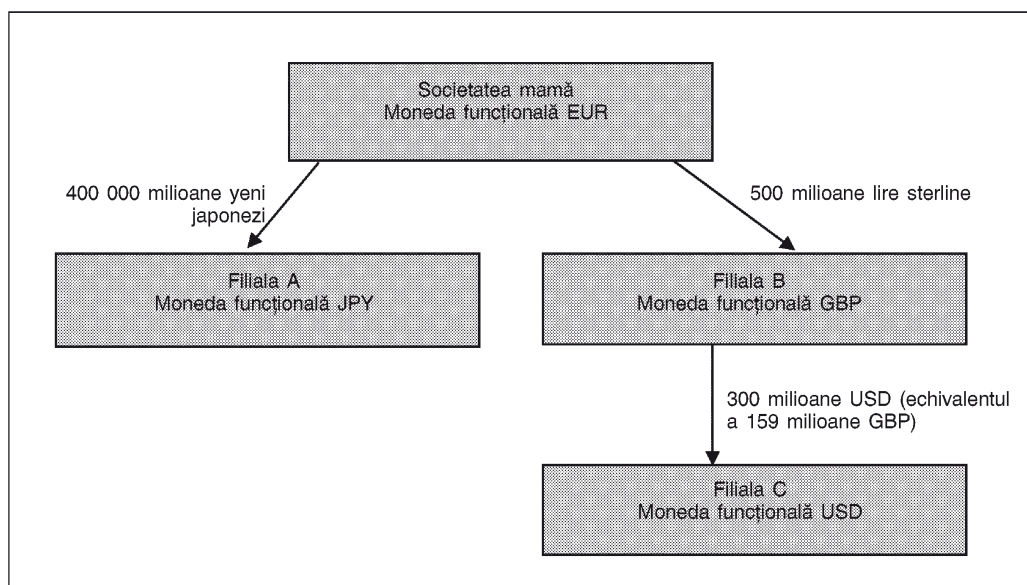 Societatea mamă
Moneda funcțională EUR
400 000 milioane yeni
japonezi
500 milioane lire sterline
Filiala A
Moneda funcțională JPY
Filiala B
Moneda funcțională GBP
300 milioane USD (echivalentul
a 159 milioane GBP)
Filiala C
Moneda funcțională USD